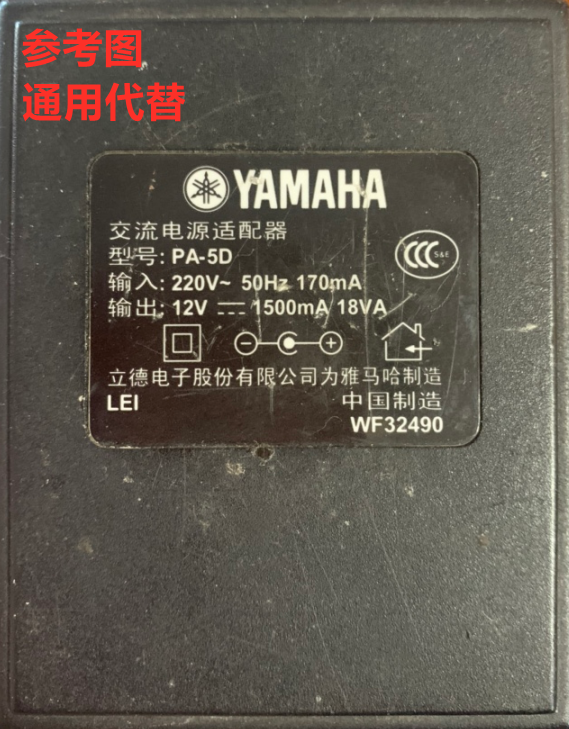 参考图
通用代替
YAMAHA
交流电源适配器
型号: PA-5D
输入: 220V~ 50Hz 170mA
输出: 12V ⎓ 1500mA 18VA
CCC S&E
立德电子股份有限公司为雅马哈制造
LEI 中国制造
WF32490